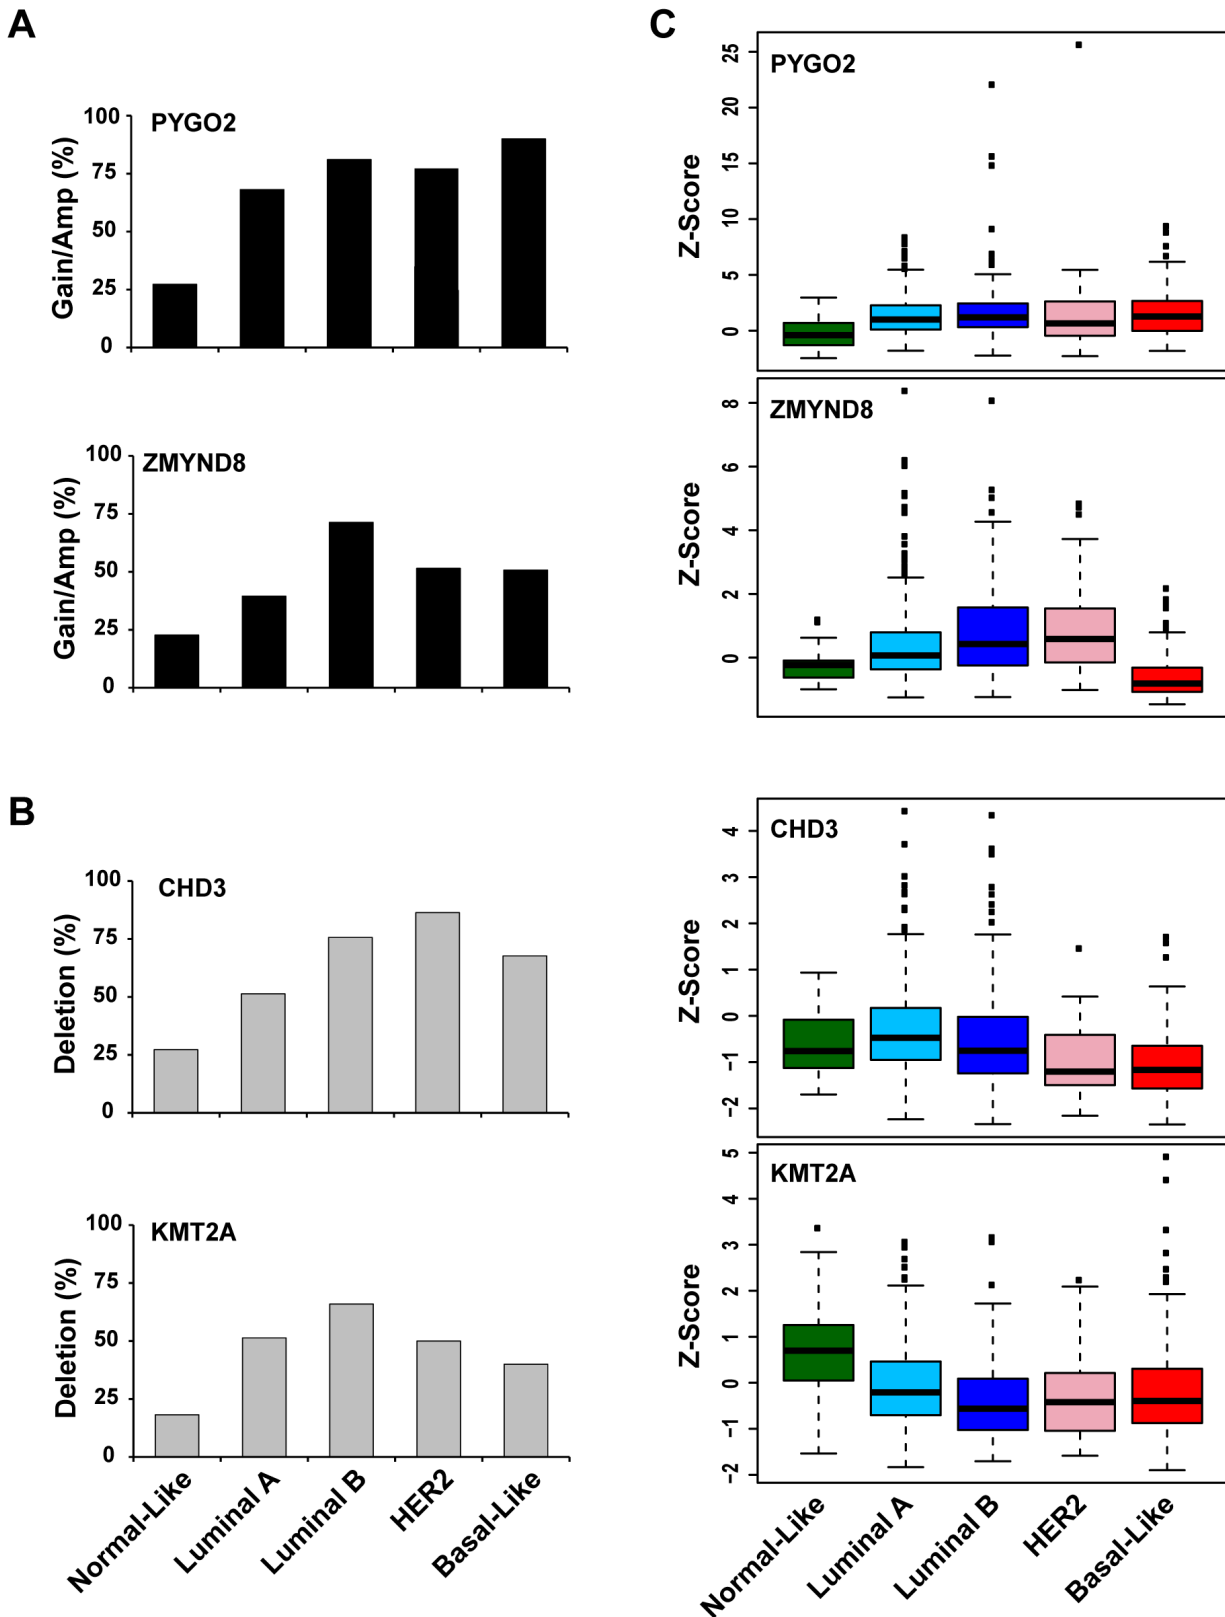 A
PYGO2
Gain/Amp (%)
100
75
50
25
0
ZMYND8
Gain/Amp (%)
100
75
50
25
0
B
CHD3
Deletion (%)
100
75
50
25
0
KMT2A
Deletion (%)
100
75
50
25
0
Normal-Like
Luminal A
Luminal B
HER2
Basal-Like
C
PYGO2
Z-Score
25
20
15
10
5
0
ZMYND8
Z-Score
8
6
4
2
0
CHD3
Z-Score
4
3
2
1
0
-1
-2
KMT2A
Z-Score
5
4
3
2
1
0
-1
-2
Normal-Like
Luminal A
Luminal B
HER2
Basal-Like